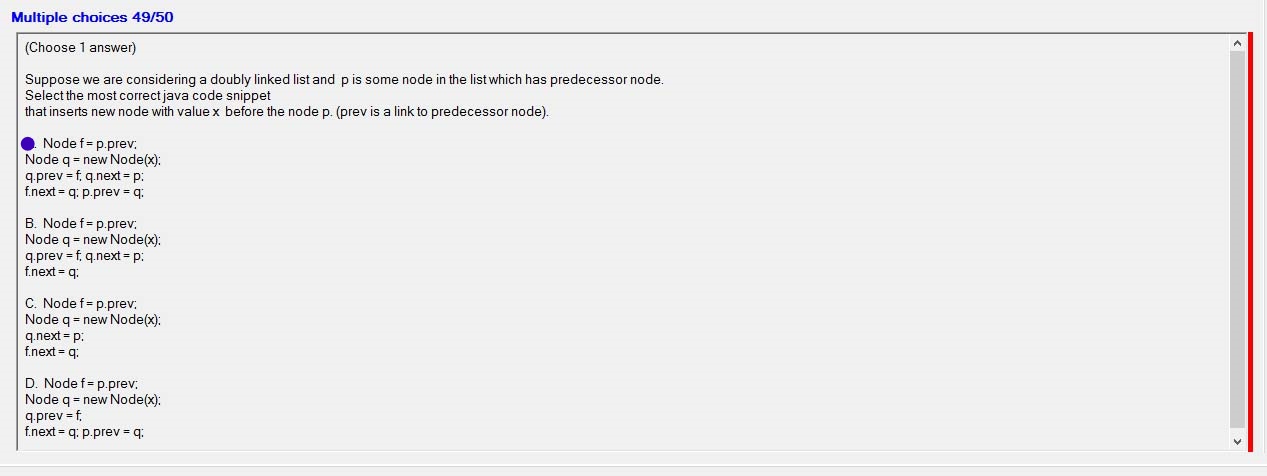 Multiple choices 49/50
(Choose 1 answer)
Suppose we are considering a doubly linked list and p is some node in the list which has predecessor node.
Select the most correct java code snippet
that inserts new node with value x before the node p. (prev is a link to predecessor node).
. Node f = p.prev;
Node q = new Node(x);
q.prev = f; q.next = p;
f.next = q; p.prev = q;
B. Node f = p.prev;
Node q = new Node(x);
q.prev = f; q.next = p;
f.next = q;
C. Node f = p.prev;
Node q = new Node(x);
q.next = p;
f.next = q;
D. Node f = p.prev;
Node q = new Node(x);
q.prev = f;
f.next = q; p.prev = q;